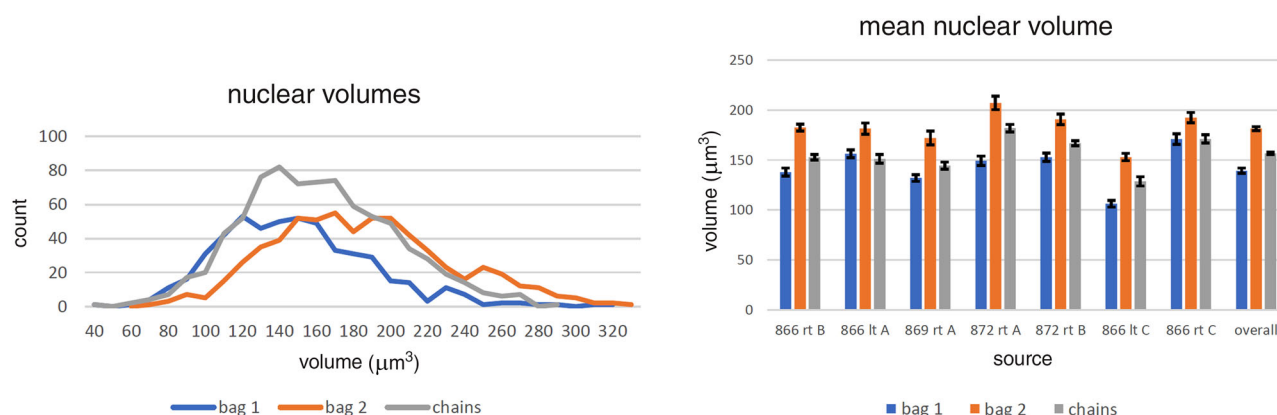 nuclear volumes
100
80
60
40
20
0
count
40 60 80 100 120 140 160 180 200 220 240 260 280 300 320
volume (μm³)
bag 1 bag 2 chains
mean nuclear volume
250
200
150
100
50
0
volume (μm³)
866 rt B 866 lt A 869 rt A 872 rt A 872 rt B 866 lt C 866 rt C overall
source
bag 1 bag 2 chains